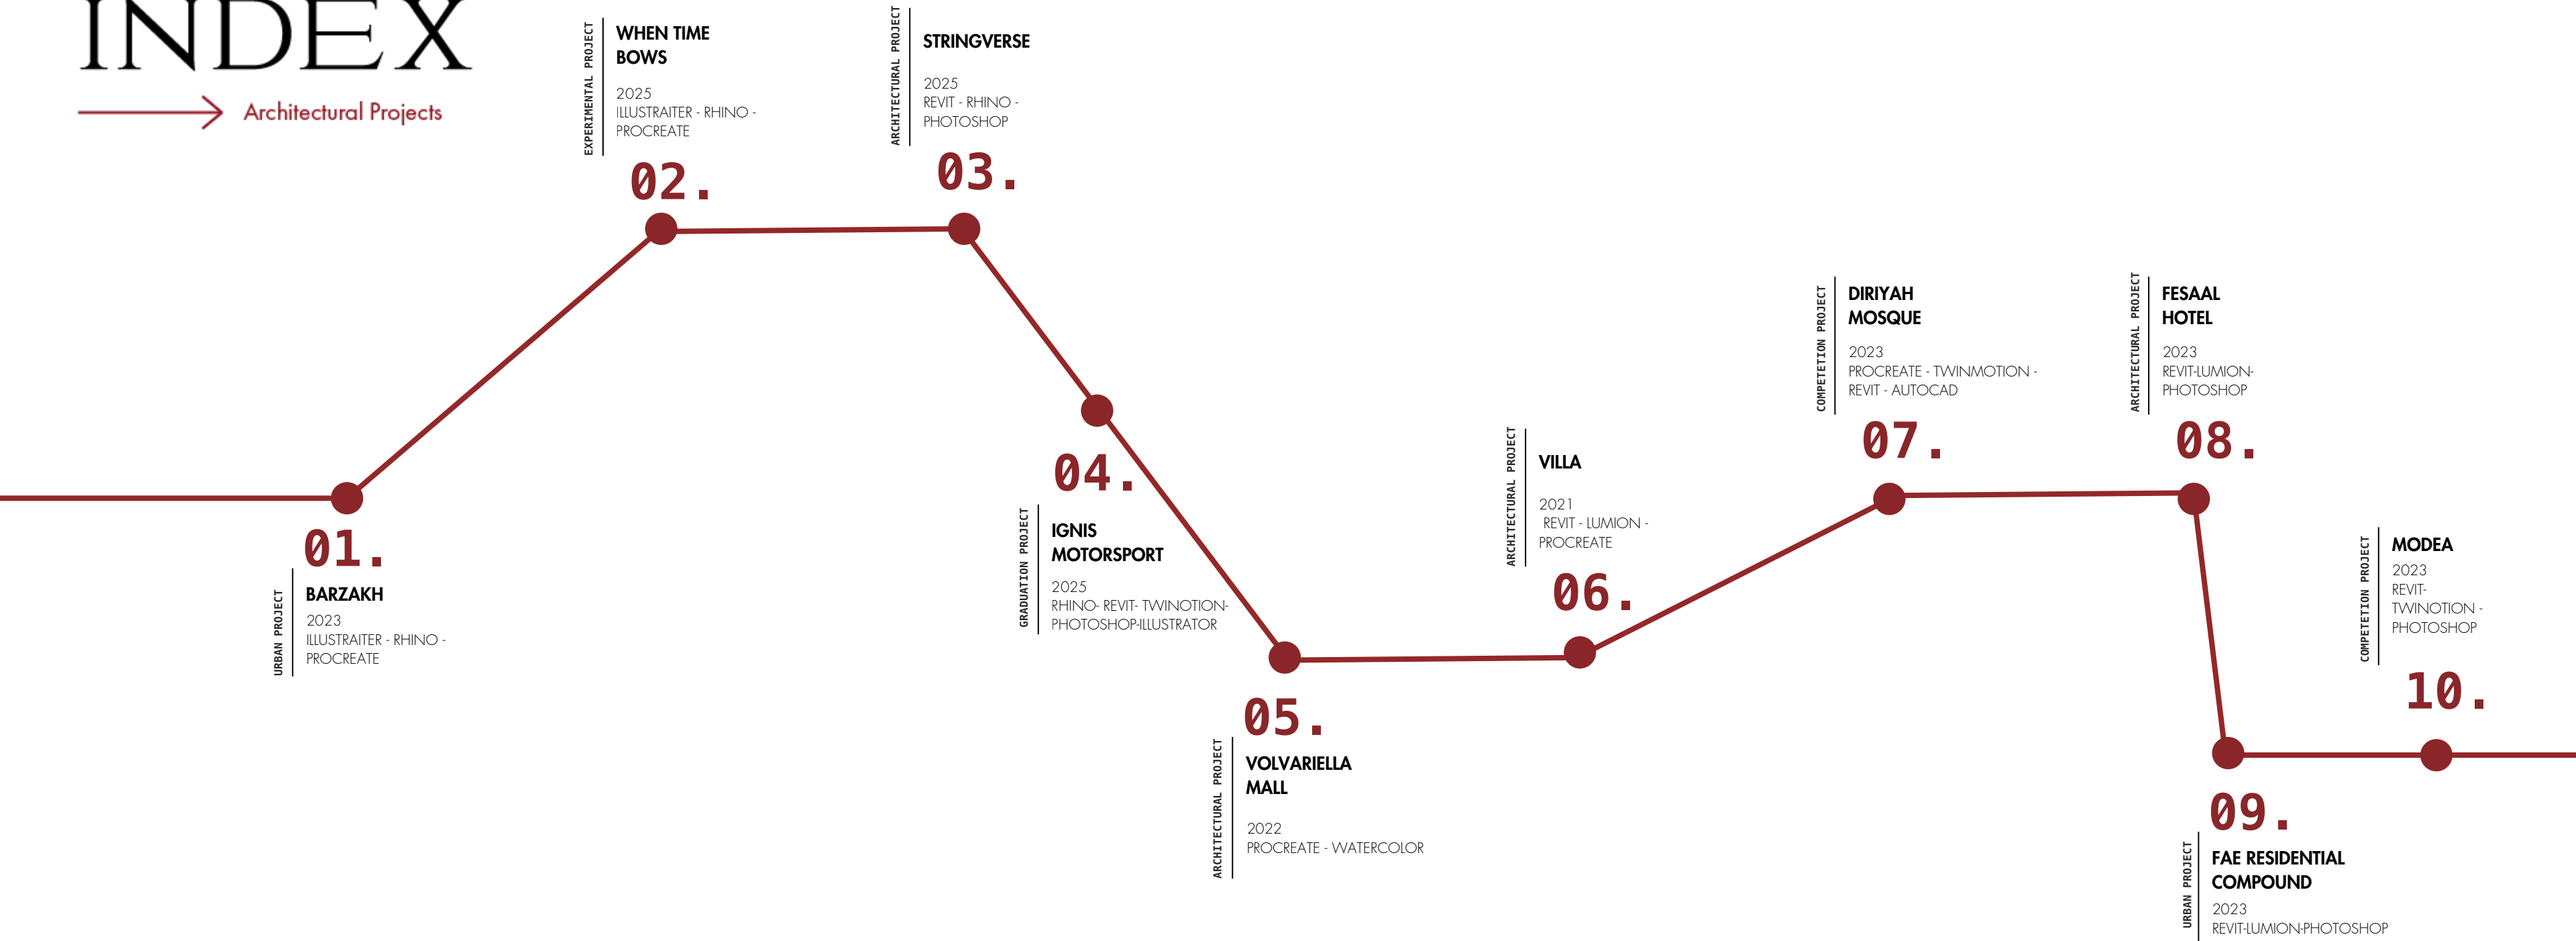 INDEX
Architectural Projects
01.
URBAN PROJECT
BARZAKH
2023
ILLUSTRAITER - RHINO -
PROCREATE
EXPERIMENTAL PROJECT
WHEN TIME
BOWS
2025
ILLUSTRAITER - RHINO -
PROCREATE
02.
ARCHITECTURAL PROJECT
STRINGVERSE
2025
REVIT - RHINO -
PHOTOSHOP
03.
04.
GRADUATION PROJECT
IGNIS
MOTORSPORT
2025
RHINO- REVIT- TWINOTION-
PHOTOSHOP-ILLUSTRATOR
05.
ARCHITECTURAL PROJECT
VOLVARIELLA
MALL
2022
PROCREATE - WATERCOLOR
ARCHITECTURAL PROJECT
VILLA
2021
REVIT - LUMION -
PROCREATE
06.
COMPETETION PROJECT
DIRIYAH
MOSQUE
2023
PROCREATE - TWINMOTION -
REVIT - AUTOCAD
07.
ARCHITECTURAL PROJECT
FESAAL
HOTEL
2023
REVIT-LUMION-
PHOTOSHOP
08.
09.
URBAN PROJECT
FAE RESIDENTIAL
COMPOUND
2023
REVIT-LUMION-PHOTOSHOP
COMPETETION PROJECT
MODEA
2023
REVIT-
TWINOTION -
PHOTOSHOP
10.